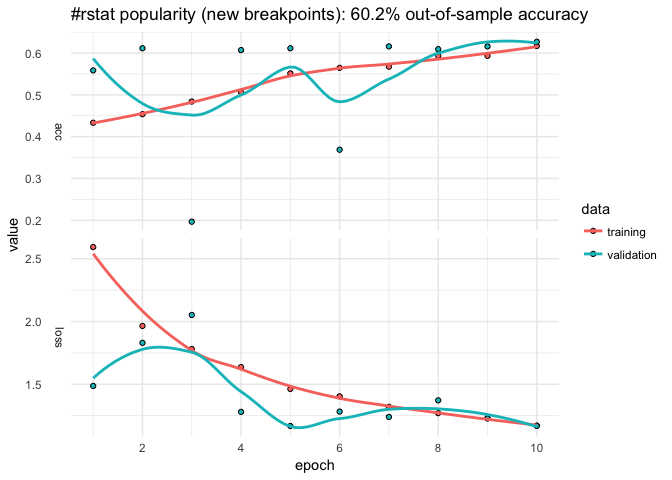 #rstat popularity (new breakpoints): 60.2% out-of-sample accuracy
0.6
0.5
0.4
0.3
0.2
acc
value
2.5
2.0
1.5
loss
2 4 6 8 10
epoch
data
training
validation